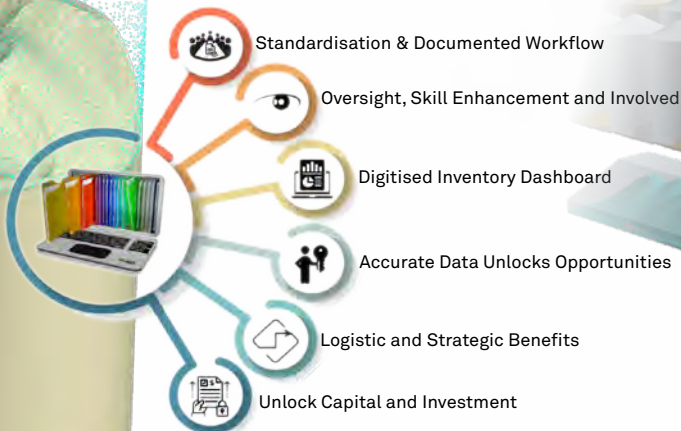 Standardisation & Documented Workflow
Oversight, Skill Enhancement and Involved
Digitised Inventory Dashboard
Accurate Data Unlocks Opportunities
Logistic and Strategic Benefits
Unlock Capital and Investment